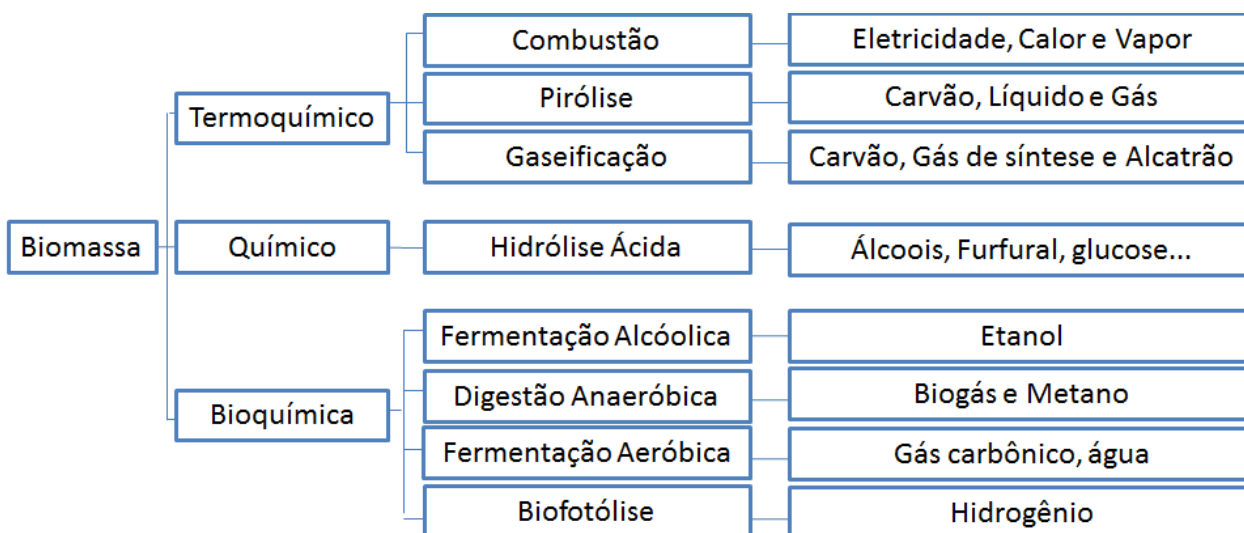 Combustão
Eletricidade, Calor e Vapor
Termoquímico
Pirólise
Carvão, Líquido e Gás
Gaseificação
Carvão, Gás de síntese e Alcatrão
Biomassa
Químico
Hidrólise Ácida
Álcoois, Furfural, glucose...
Fermentação Alcóolica
Etanol
Bioquímica
Digestão Anaeróbica
Biogás e Metano
Fermentação Aeróbica
Gás carbônico, água
Biofotólise
Hidrogênio